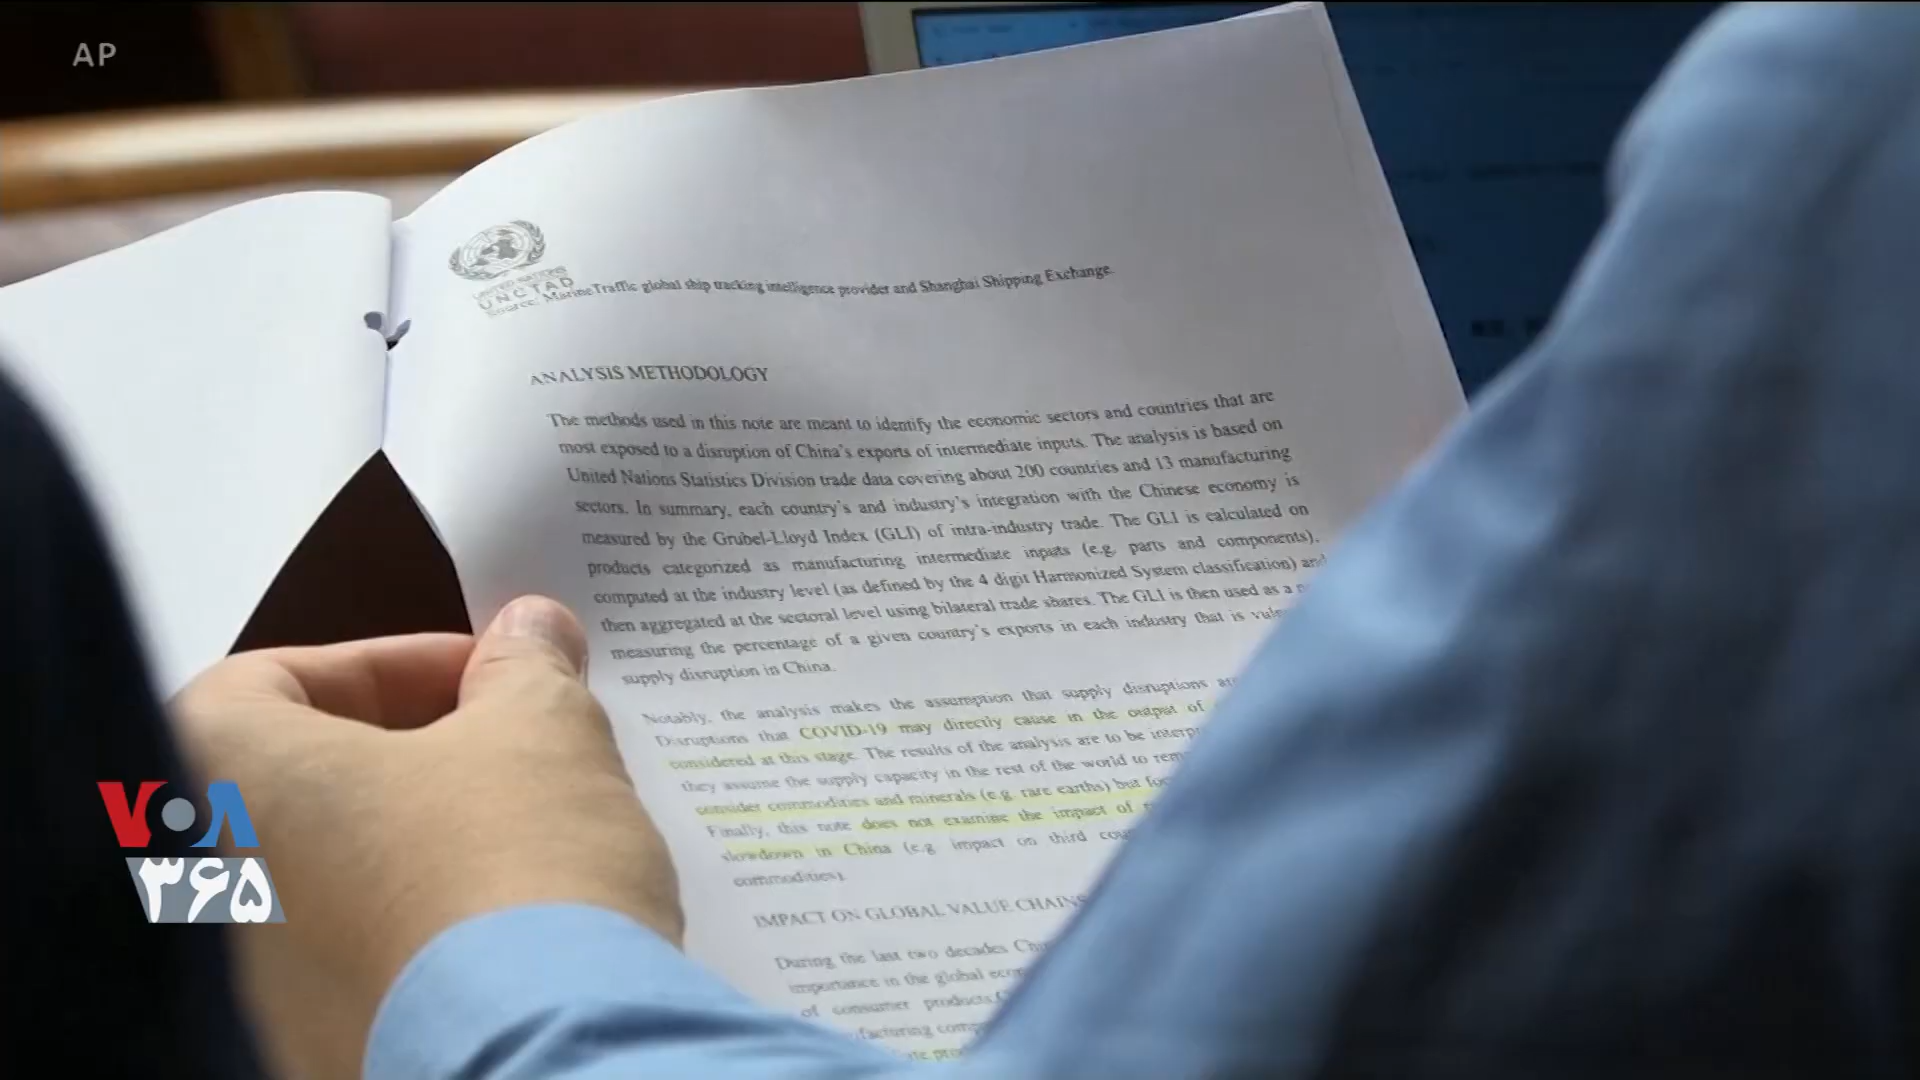 AP
UNITED NATIONS
UNCTAD
Source: MarineTraffic global ship tracking intelligence provider and Shanghai Shipping Exchange.
ANALYSIS METHODOLOGY
The methods used in this note are meant to identify the economic sectors and countries that are
most exposed to a disruption of China's exports of intermediate inputs. The analysis is based on
United Nations Statistics Division trade data covering about 200 countries and 13 manufacturing
sectors. In summary, each country's and industry's integration with the Chinese economy is
measured by the Grubel-Lloyd Index (GLI) of intra-industry trade. The GLI is calculated on
products categorized as manufacturing intermediate inputs (e.g. parts and components),
computed at the industry level (as defined by the 4 digit Harmonized System classification) and
then aggregated at the sectoral level using bilateral trade shares. The GLI is then used as a
measuring the percentage of a given country's exports in each industry that is
supply disruption in China.
Notably, the analysis makes the assumption that supply disruptions
Disruptions that COVID-19 may directly cause in the output of
considered at this stage. The results of the analysis are to be
they assume the supply capacity in the rest of the world to
consider commodities and minerals (e.g. rare earths) but
Finally, this note does not examine the impact of
slowdown in China (e.g. impact on third
commodities).
IMPACT ON GLOBAL VALUE CHAINS
During the last two decades
importance in the global
of consumer products.
VOA
۳۶۵